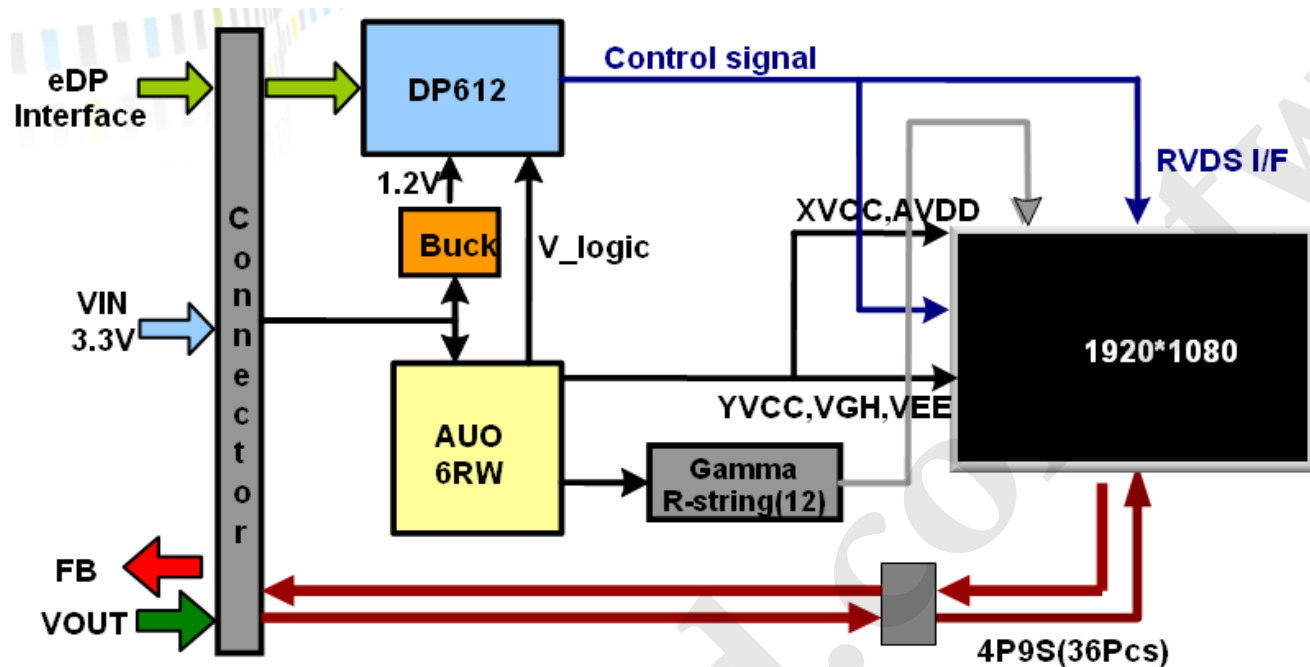 eDP
Interface
DP612
Control signal
RVDS I/F
1.2V
XVCC,AVDD
Connector
Buck
V_logic
VIN
3.3V
1920*1080
YVCC,VGH,VEE
AUO
6RW
Gamma
R-string(12)
FB
VOUT
4P9S(36Pcs)